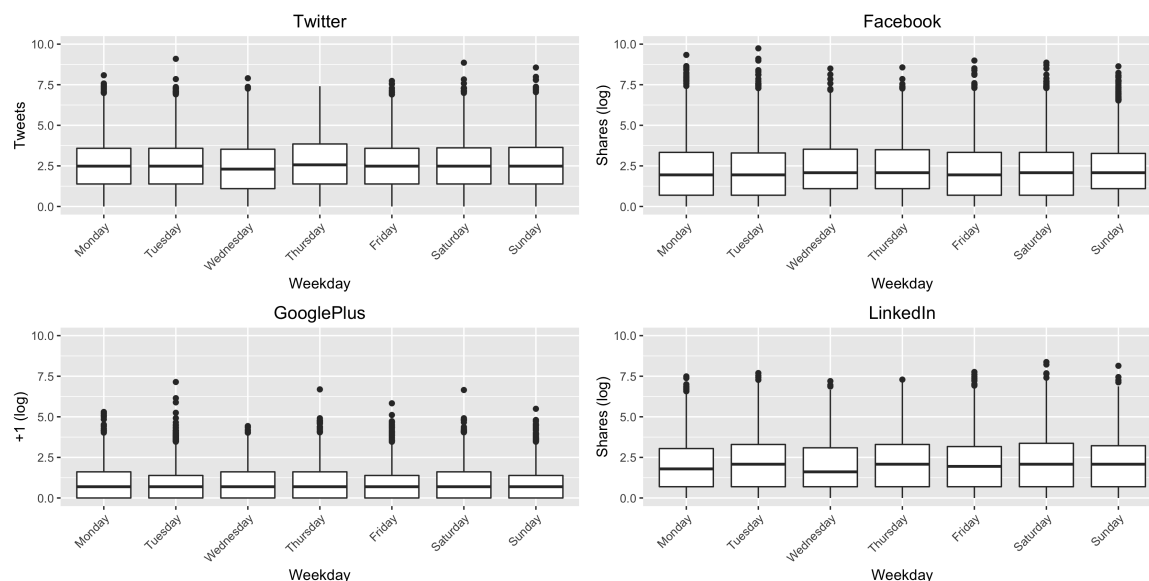 Twitter
Tweets
10.0
7.5
5.0
2.5
0.0
Monday
Tuesday
Wednesday
Thursday
Friday
Saturday
Sunday
Weekday
Facebook
Shares (log)
10.0
7.5
5.0
2.5
0.0
Monday
Tuesday
Wednesday
Thursday
Friday
Saturday
Sunday
Weekday
GooglePlus
+1 (log)
10.0
7.5
5.0
2.5
0.0
Monday
Tuesday
Wednesday
Thursday
Friday
Saturday
Sunday
Weekday
LinkedIn
Shares (log)
10.0
7.5
5.0
2.5
0.0
Monday
Tuesday
Wednesday
Thursday
Friday
Saturday
Sunday
Weekday